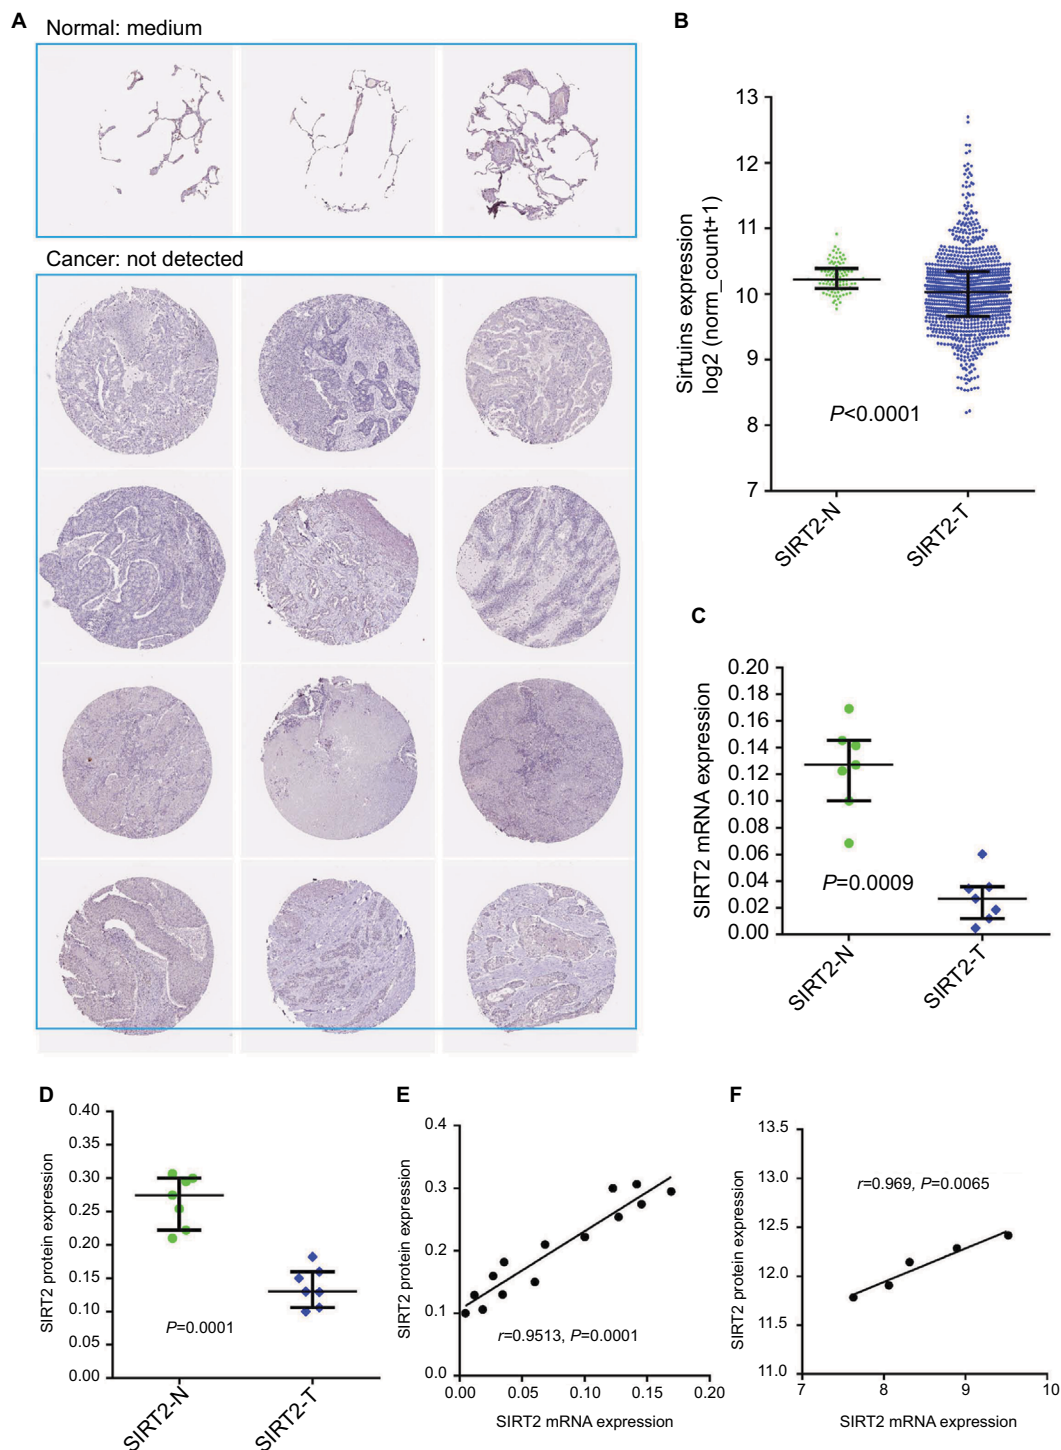 A
Normal: medium
Cancer: not detected
B
Sirtuins expression
log2 (norm_count+1)
13
12
11
10
9
8
7
P<0.0001
SIRT2-N
SIRT2-T
C
SIRT2 mRNA expression
0.20
0.18
0.16
0.14
0.12
0.10
0.08
0.06
0.04
0.02
0.00
P=0.0009
SIRT2-N
SIRT2-T
D
SIRT2 protein expression
0.40
0.35
0.30
0.25
0.20
0.15
0.10
0.05
0.00
P=0.0001
SIRT2-N
SIRT2-T
E
SIRT2 protein expression
0.4
0.3
0.2
0.1
0.0
r=0.9513, P=0.0001
0.00 0.05 0.10 0.15 0.20
SIRT2 mRNA expression
F
SIRT2 protein expression
13.5
13.0
12.5
12.0
11.5
11.0
r=0.969, P=0.0065
7 8 9 10
SIRT2 mRNA expression